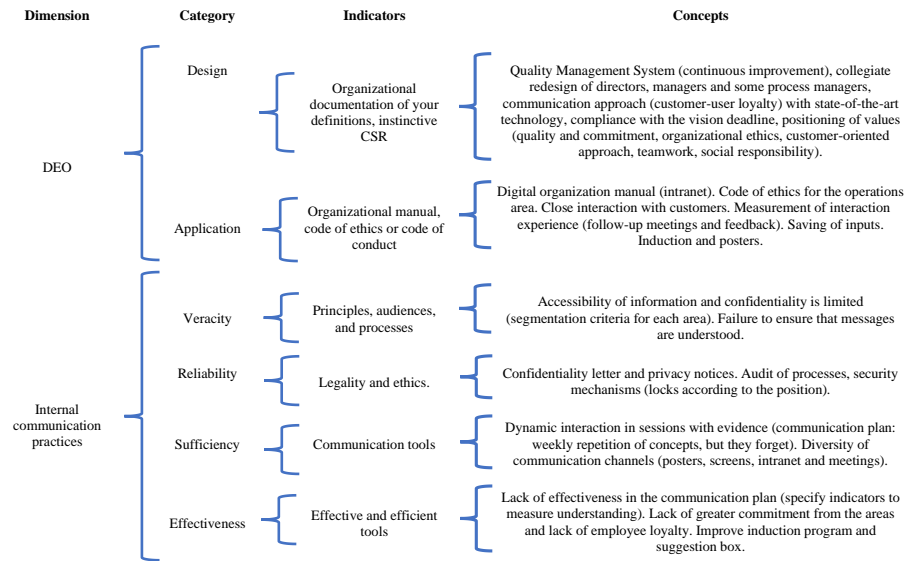 Dimension Category Indicators Concepts
DEO
Design
Organizational
documentation of your
definitions, instinctive
CSR
Quality Management System (continuous improvement), collegiate
redesign of directors, managers and some process managers,
communication approach (customer-user loyalty) with state-of-the-art
technology, compliance with the vision deadline, positioning of values
(quality and commitment, organizational ethics, customer-oriented
approach, teamwork, social responsibility).
Application
Organizational manual,
code of ethics or code of
conduct
Digital organization manual (intranet). Code of ethics for the operations
area. Close interaction with customers. Measurement of interaction
experience (follow-up meetings and feedback). Saving of inputs.
Induction and posters.
Internal
communication
practices
Veracity
Principles, audiences,
and processes
Accessibility of information and confidentiality is limited
(segmentation criteria for each area). Failure to ensure that messages
are understood.
Reliability
Legality and ethics.
Confidentiality letter and privacy notices. Audit of processes, security
mechanisms (locks according to the position).
Sufficiency
Communication tools
Dynamic interaction in sessions with evidence (communication plan:
weekly repetition of concepts, but they forget). Diversity of
communication channels (posters, screens, intranet and meetings).
Effectiveness
Effective and efficient
tools
Lack of effectiveness in the communication plan (specify indicators to
measure understanding). Lack of greater commitment from the areas
and lack of employee loyalty. Improve induction program and
suggestion box.